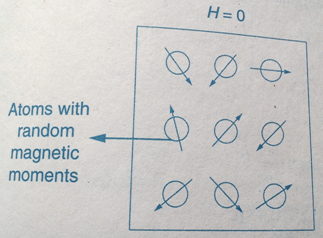 H = 0
Atoms with
random
magnetic
moments